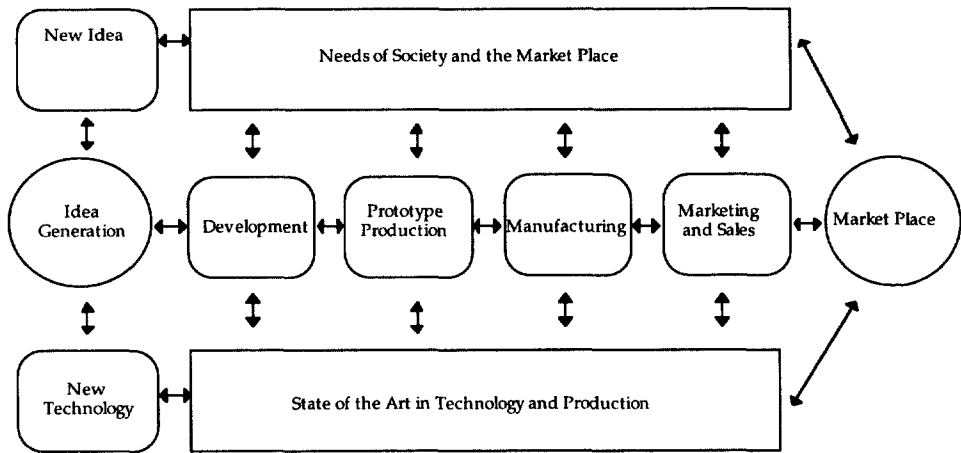 New Idea
Needs of Society and the Market Place
Idea
Generation
Development
Prototype
Production
Manufacturing
Marketing
and Sales
Market Place
New
Technology
State of the Art in Technology and Production